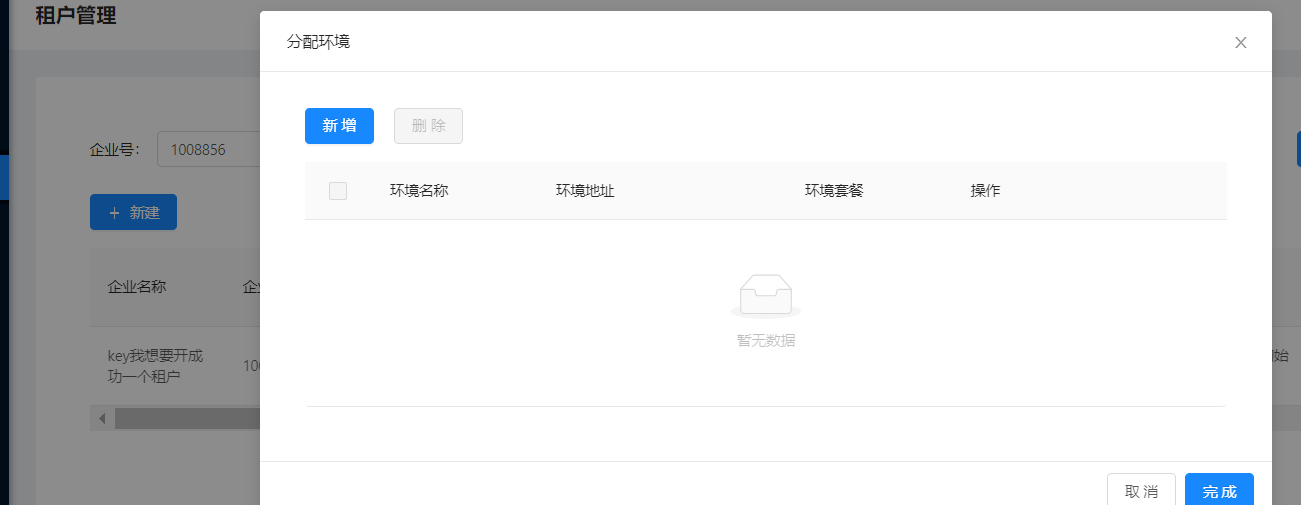 租户管理
分配环境
新增 删除
企业号： 1008856
环境名称 环境地址 环境套餐 操作
+ 新建
企业名称
暂无数据
key我想要开成
功一个租户
取消 完成